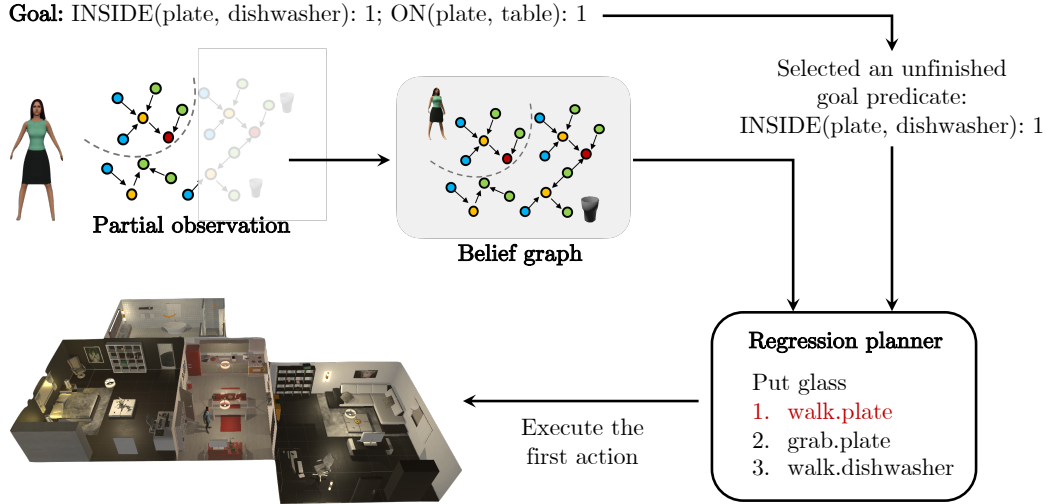 Goal: INSIDE(plate, dishwasher): 1; ON(plate, table): 1
Selected an unfinished
goal predicate:
INSIDE(plate, dishwasher): 1
Partial observation
Belief graph
Regression planner
Put glass
1. walk.plate
2. grab.plate
3. walk.dishwasher
Execute the
first action